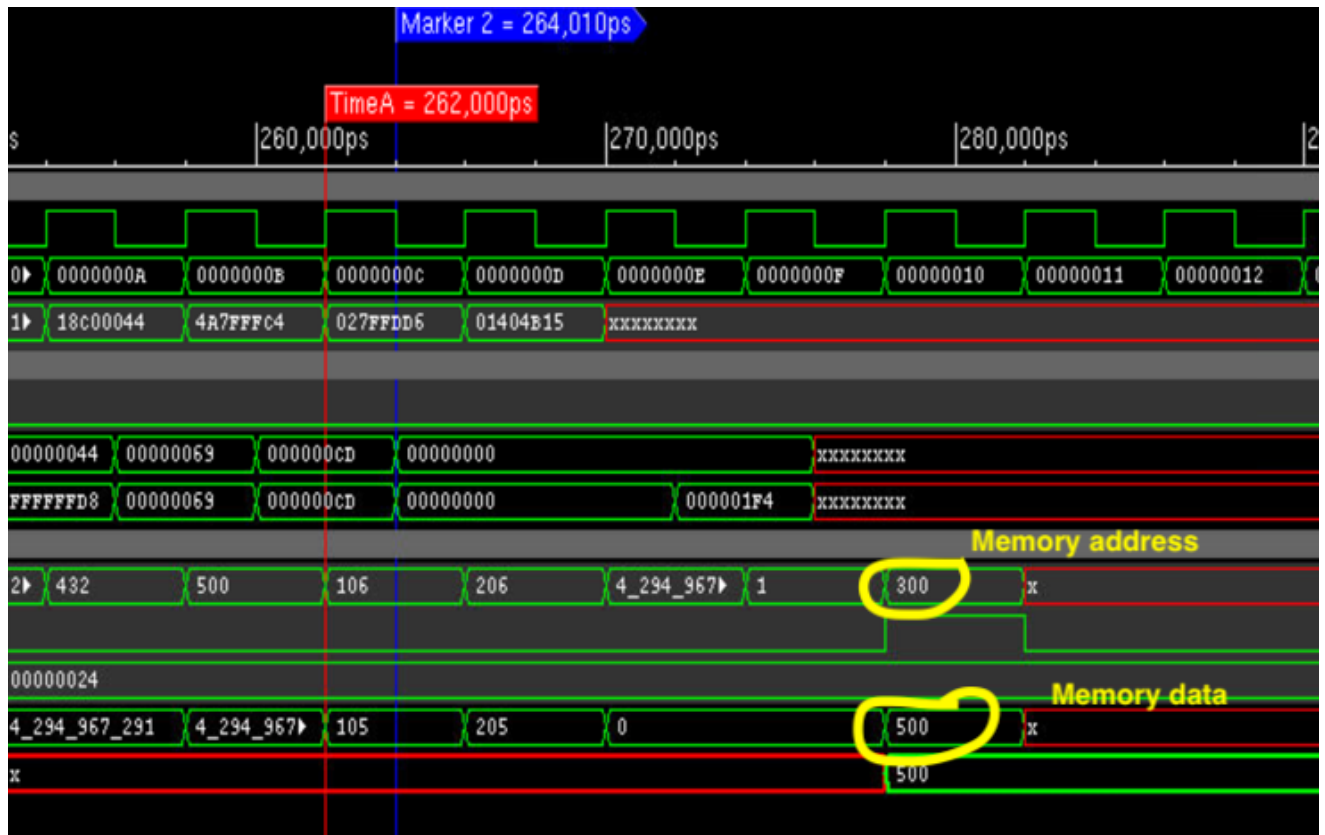 Marker 2 = 264,010ps
TimeA = 262,000ps
s 260,000ps 270,000ps 280,000ps 2
0 0000000A 0000000B 0000000C 0000000D 0000000E 0000000F 00000010 00000011 00000012 0
1 18C00044 4A7FFFC4 027FFDD6 01404B15 xxxxxxxx
00000044 00000069 000000CD 00000000 xxxxxxxx
FFFFFFD8 00000069 000000CD 00000000 000001F4 xxxxxxxx
Memory address
2 432 500 106 206 4_294_967 1 300 x
00000024
Memory data
4_294_967_291 4_294_967 105 205 0 500 x
x 500